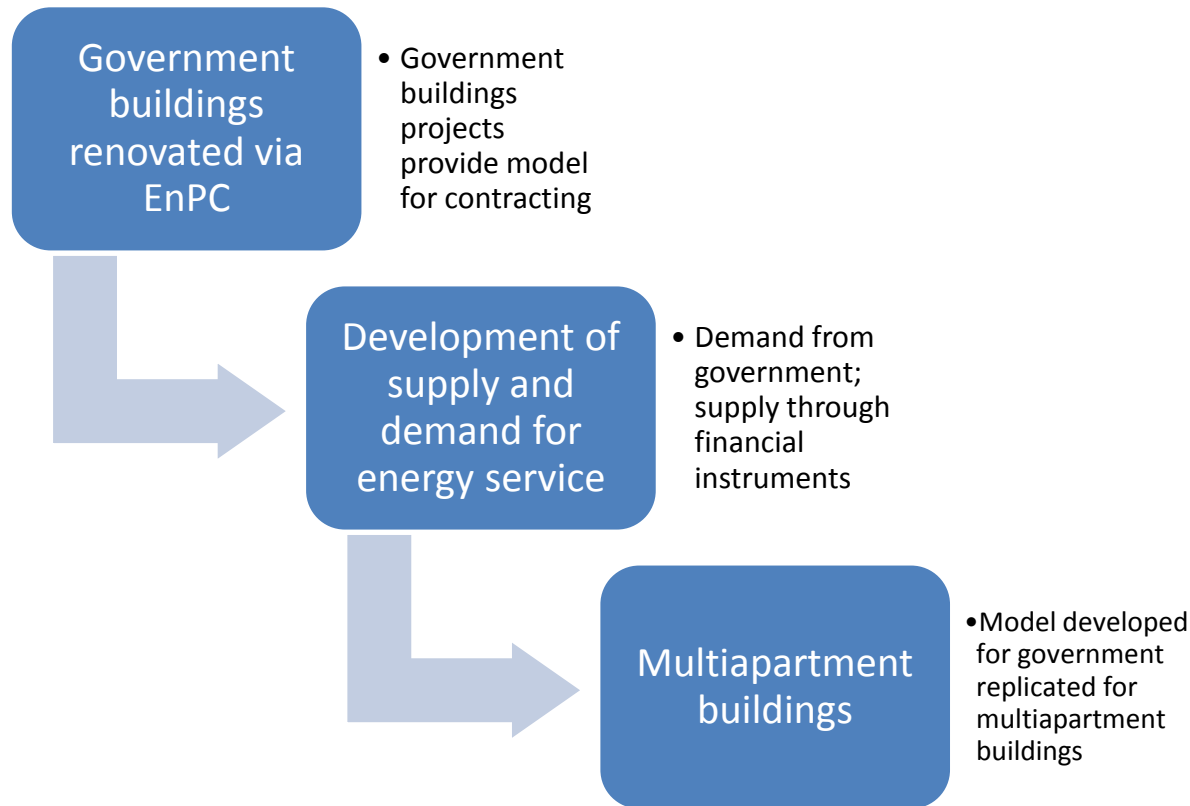 Government
buildings
renovated via
EnPC
• Government
buildings
projects
provide model
for contracting
Development of
supply and
demand for
energy service
• Demand from
government;
supply through
financial
instruments
Multiapartment
buildings
•Model developed
for government
replicated for
multiapartment
buildings